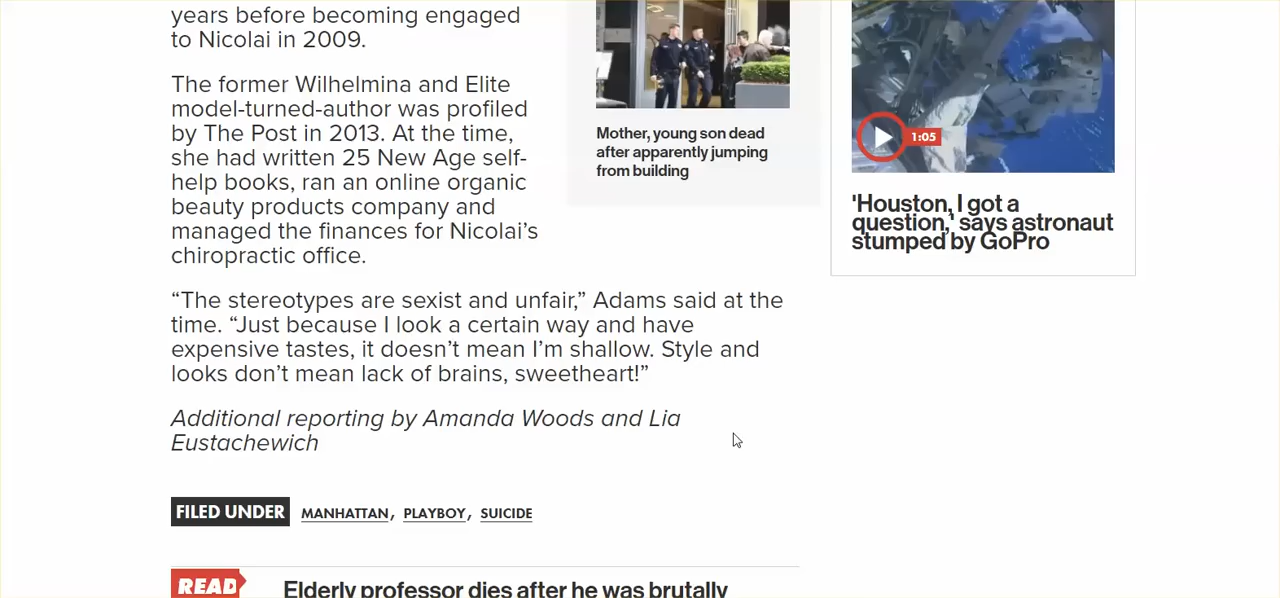 years before becoming engaged
to Nicolai in 2009.
The former Wilhelmina and Elite
model-turned-author was profiled
by The Post in 2013. At the time,
she had written 25 New Age self-
help books, ran an online organic
beauty products company and
managed the finances for Nicolai’s
chiropractic office.
“The stereotypes are sexist and unfair,” Adams said at the
time. “Just because I look a certain way and have
expensive tastes, it doesn’t mean I’m shallow. Style and
looks don’t mean lack of brains, sweetheart!”
Additional reporting by Amanda Woods and Lia
Eustachewich
FILED UNDER MANHATTAN, PLAYBOY, SUICIDE
READ Elderly professor dies after he was brutally
Mother, young son dead
after apparently jumping
from building
1:05
'Houston, I got a
question,' says astronaut
stumped by GoPro